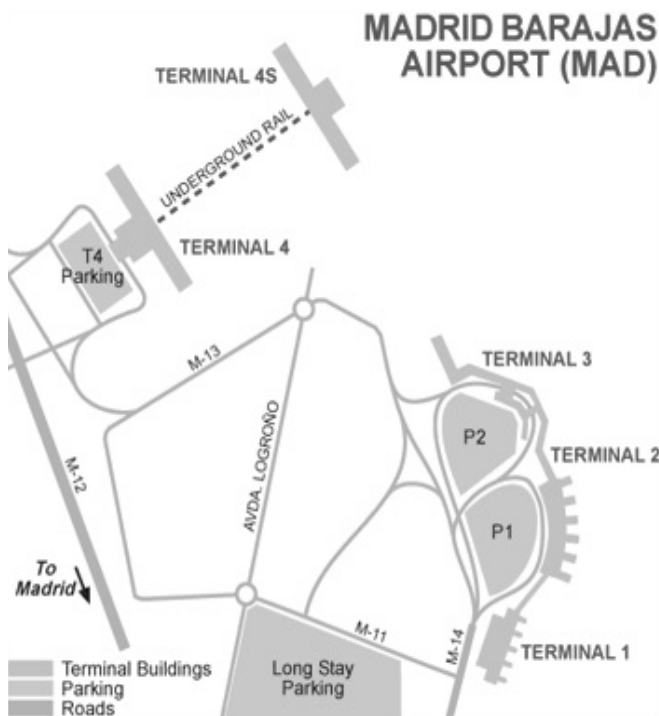 MADRID BARAJAS
AIRPORT (MAD)
TERMINAL 4S
UNDERGROUND RAIL
TERMINAL 4
T4
Parking
M-13
TERMINAL 3
P2
AVDA. LOGROÑO
TERMINAL 2
M-12
P1
To
Madrid
M-11
M-14
TERMINAL 1
Long Stay
Parking
Terminal Buildings
Parking
Roads